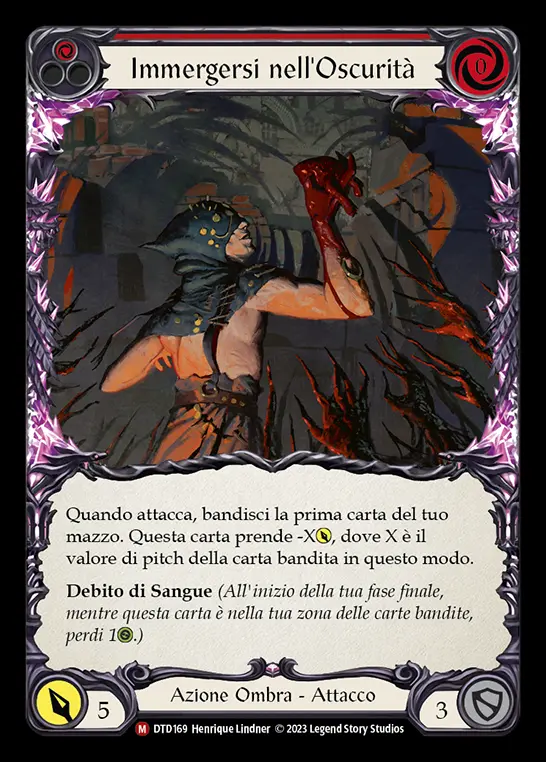 Immergersi nell'Oscurità
0
Quando attacca, bandisci la prima carta del tuo
mazzo. Questa carta prende -X, dove X è il
valore di pitch della carta bandita in questo modo.
Debito di Sangue (All'inizio della tua fase finale,
mentre questa carta è nella tua zona delle carte bandite,
perdi 1.)
5
Azione Ombra - Attacco
3
M DTD169 Henrique Lindner © 2023 Legend Story Studios